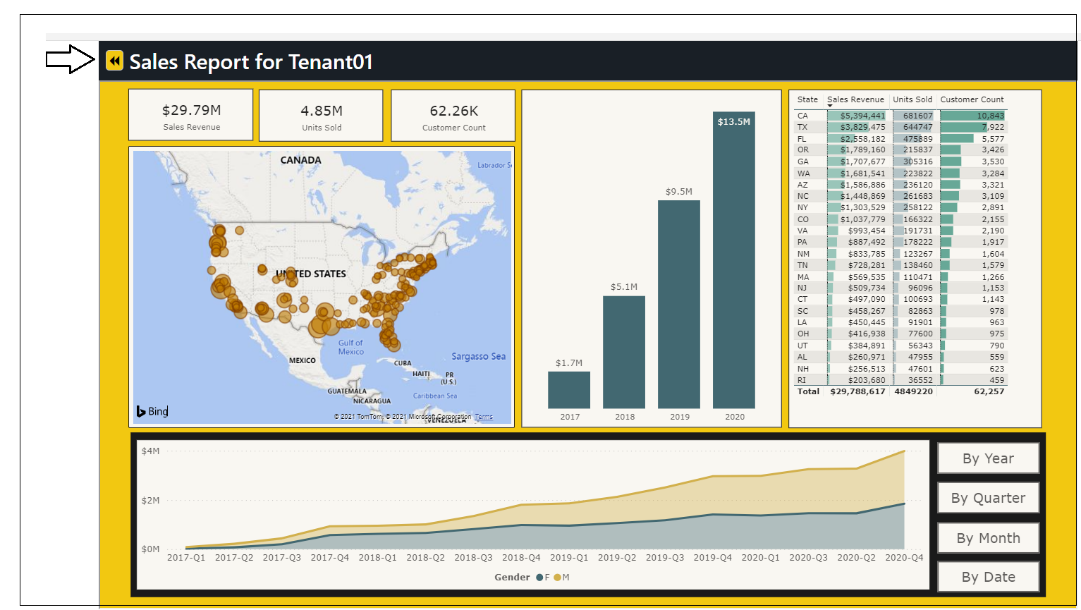 Sales Report for Tenant01
$29.79M
Sales Revenue
4.85M
Units Sold
62.26K
Customer Count
CANADA
Labrador S
UNITED STATES
Gulf of
Mexico
MEXICO
CUBA
Sargasso Sea
HAITI
PR
(U.S.)
GUATEMALA
Caribbean Sea
NICARAGUA
VENEZUELA
Bing
© 2021 TomTom, © 2021 Microsoft Corporation Terms
$1.7M
$5.1M
$9.5M
$13.5M
2017 2018 2019 2020
State Sales Revenue Units Sold Customer Count
CA $5,394,441 681607 10,843
TX $3,829,475 644747 7,922
FL $2,558,182 475889 5,577
OR $1,789,160 215837 3,426
GA $1,707,677 305316 3,530
WA $1,681,541 223822 3,284
AZ $1,586,886 236120 3,321
NC $1,448,869 261683 3,109
NY $1,303,529 258122 2,891
CO $1,037,779 166322 2,155
VA $993,454 191731 2,190
PA $887,492 178222 1,917
NM $833,785 123267 1,604
TN $728,281 138460 1,579
MA $569,535 110471 1,266
NJ $509,734 96096 1,153
CT $497,090 100693 1,143
SC $458,267 82863 978
LA $450,445 91901 963
OH $416,938 77600 975
UT $384,891 56343 790
AL $260,971 47955 559
NH $256,513 47601 623
RI $203,680 36552 459
Total $29,788,617 4849220 62,257
$4M
$2M
$0M
2017-Q1 2017-Q2 2017-Q3 2017-Q4 2018-Q1 2018-Q2 2018-Q3 2018-Q4 2019-Q1 2019-Q2 2019-Q3 2019-Q4 2020-Q1 2020-Q3 2020-Q2 2020-Q4
Gender F M
By Year
By Quarter
By Month
By Date